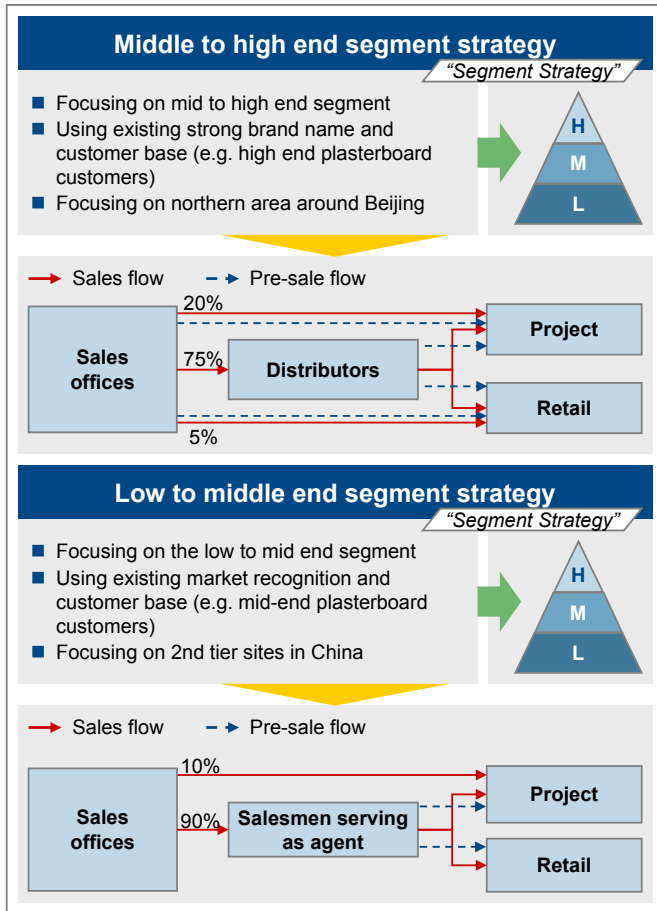 Middle to high end segment strategy
"Segment Strategy"
■ Focusing on mid to high end segment
■ Using existing strong brand name and
customer base (e.g. high end plasterboard
customers)
■ Focusing on northern area around Beijing
H
M
L
Sales flow
Pre-sale flow
20%
Sales
offices
75%
Distributors
Project
Retail
5%
Low to middle end segment strategy
"Segment Strategy"
■ Focusing on the low to mid end segment
■ Using existing market recognition and
customer base (e.g. mid-end plasterboard
customers)
■ Focusing on 2nd tier sites in China
H
M
L
Sales flow
Pre-sale flow
10%
Sales
offices
90%
Salesmen serving
as agent
Project
Retail